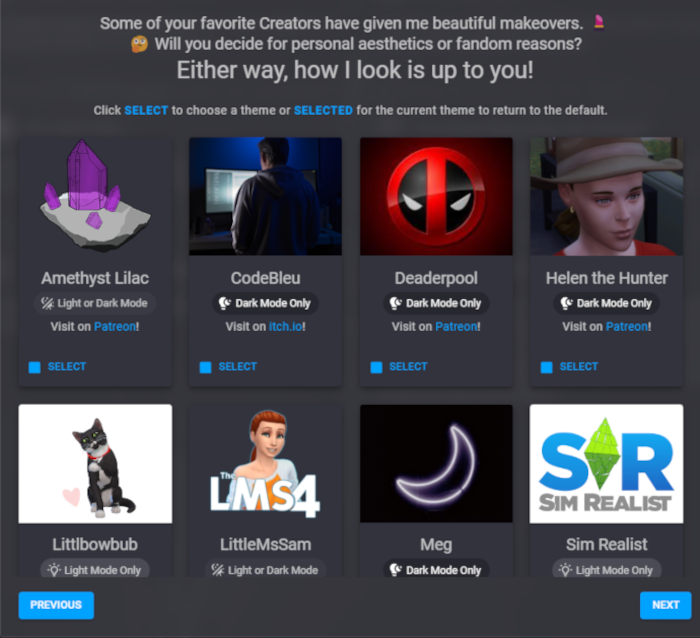 Some of your favorite Creators have given me beautiful makeovers.
Will you decide for personal aesthetics or fandom reasons?
Either way, how I look is up to you!
Click SELECT to choose a theme or SELECTED for the current theme to return to the default.
Amethyst Lilac
Light or Dark Mode
Visit on Patreon!
SELECT
CodeBleu
Dark Mode Only
Visit on Itch.io!
SELECT
Deaderpool
Dark Mode Only
Visit on Patreon!
SELECT
Helen the Hunter
Dark Mode Only
Visit on Patreon!
SELECT
Littlbowbub
Light Mode Only
The
LMS4
LittleMsSam
Light or Dark Mode
Meg
Dark Mode Only
SR
SIM REALIST
Sim Realist
Light Mode Only
PREVIOUS
NEXT